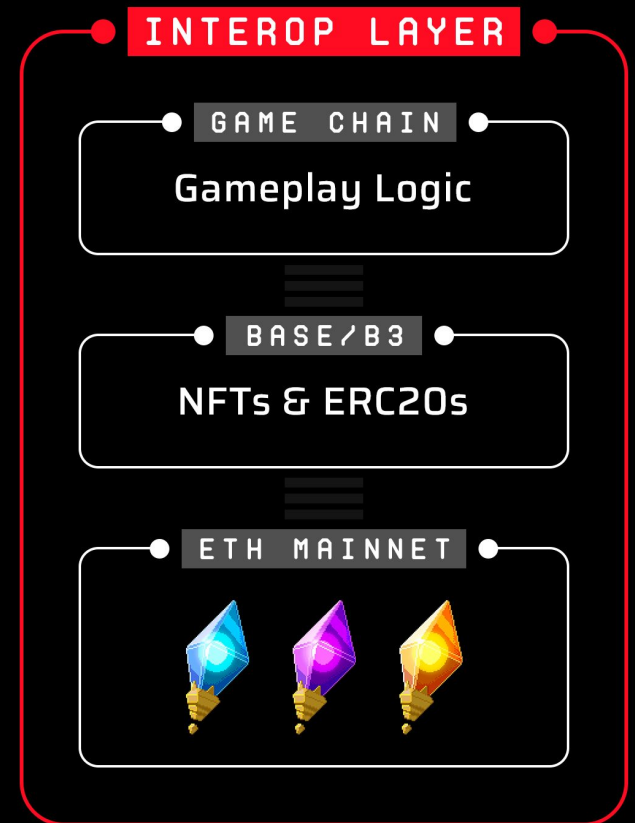 INTEROP LAYER
GAME CHAIN
Gameplay Logic
BASE/B3
NFTs & ERC20s
ETH MAINNET